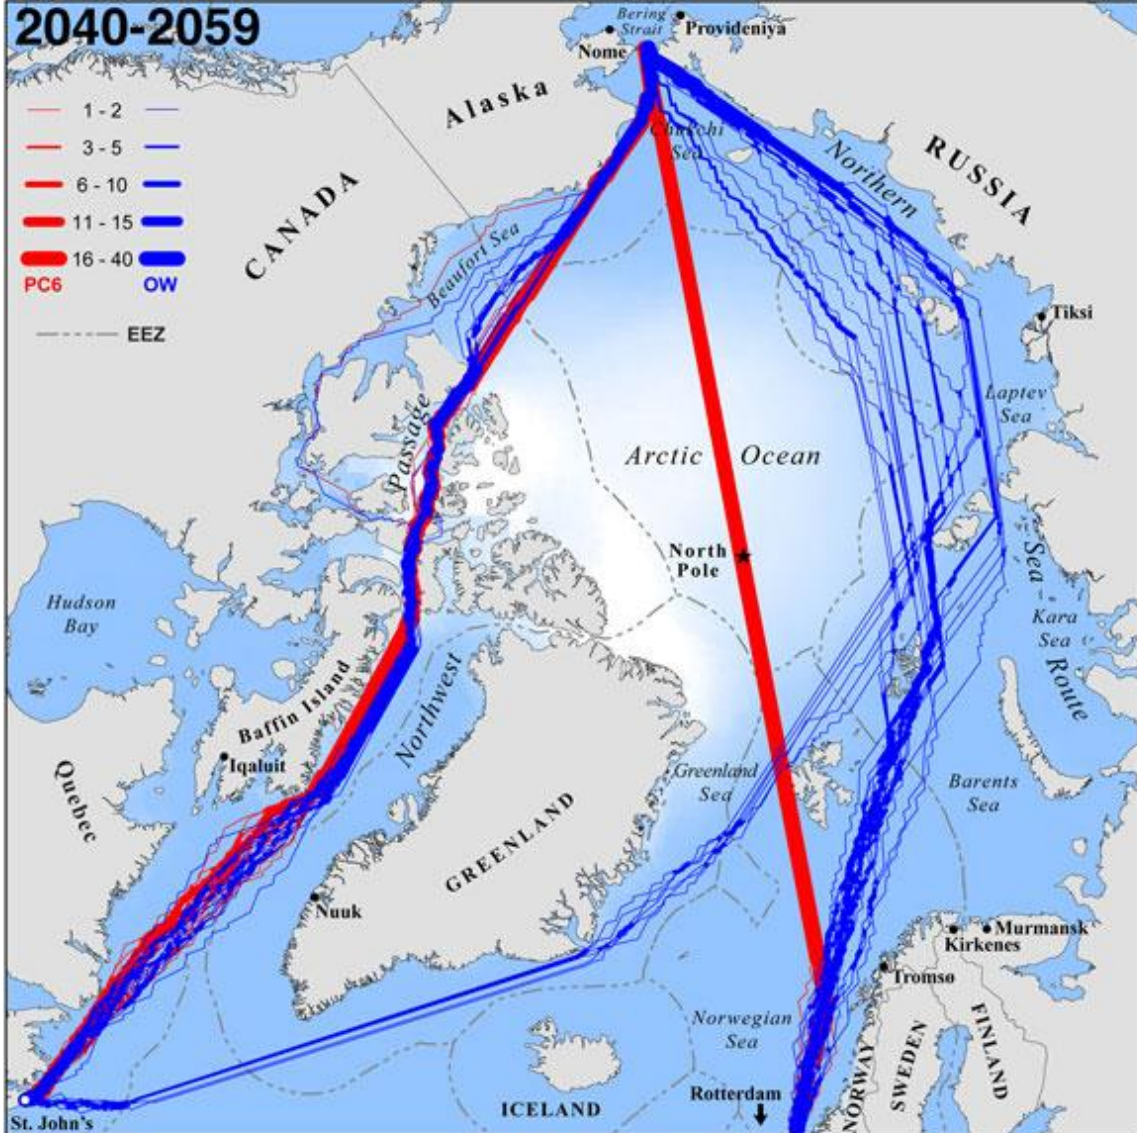 2040-2059
Bering
Strait
Provideniya
Nome
1 - 2
3 - 5
6 - 10
11 - 15
16 - 40
PC6
OW
EEZ
Alaska
Chukchi
Sea
Northern
RUSSIA
CANADA
Beaufort Sea
Tiksi
Laptev
Sea
Passage
Arctic Ocean
North
Pole
Sea
Kara
Sea
Route
Hudson
Bay
Baffin Island
Northwest
Iqaluit
Quebec
Greenland
Sea
Barents
Sea
GREENLAND
Nuuk
Murmansk
Kirkenes
Tromsø
Norwegian
Sea
NORWAY
SWEDEN
FINLAND
Rotterdam
ICELAND
St. John's